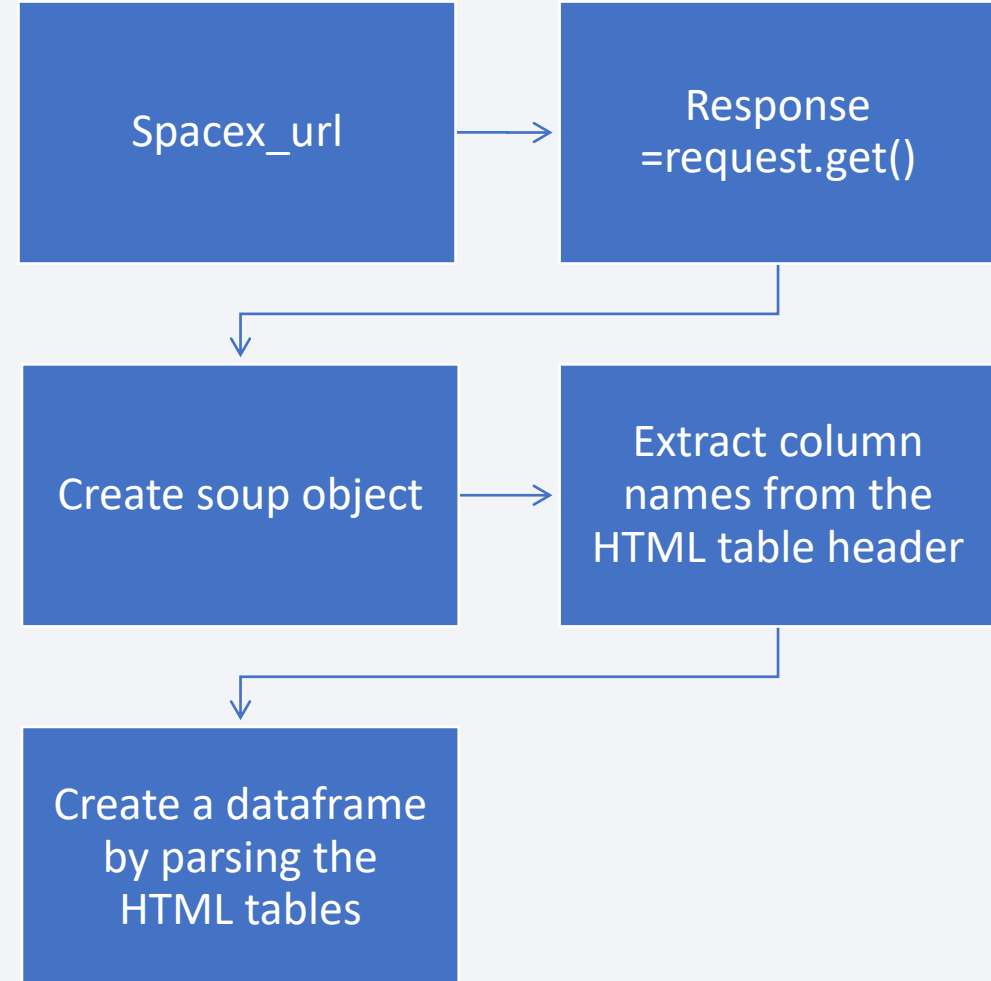 Spacex_url
Response
=request.get()
Create soup object
Extract column
names from the
HTML table header
Create a dataframe
by parsing the
HTML tables